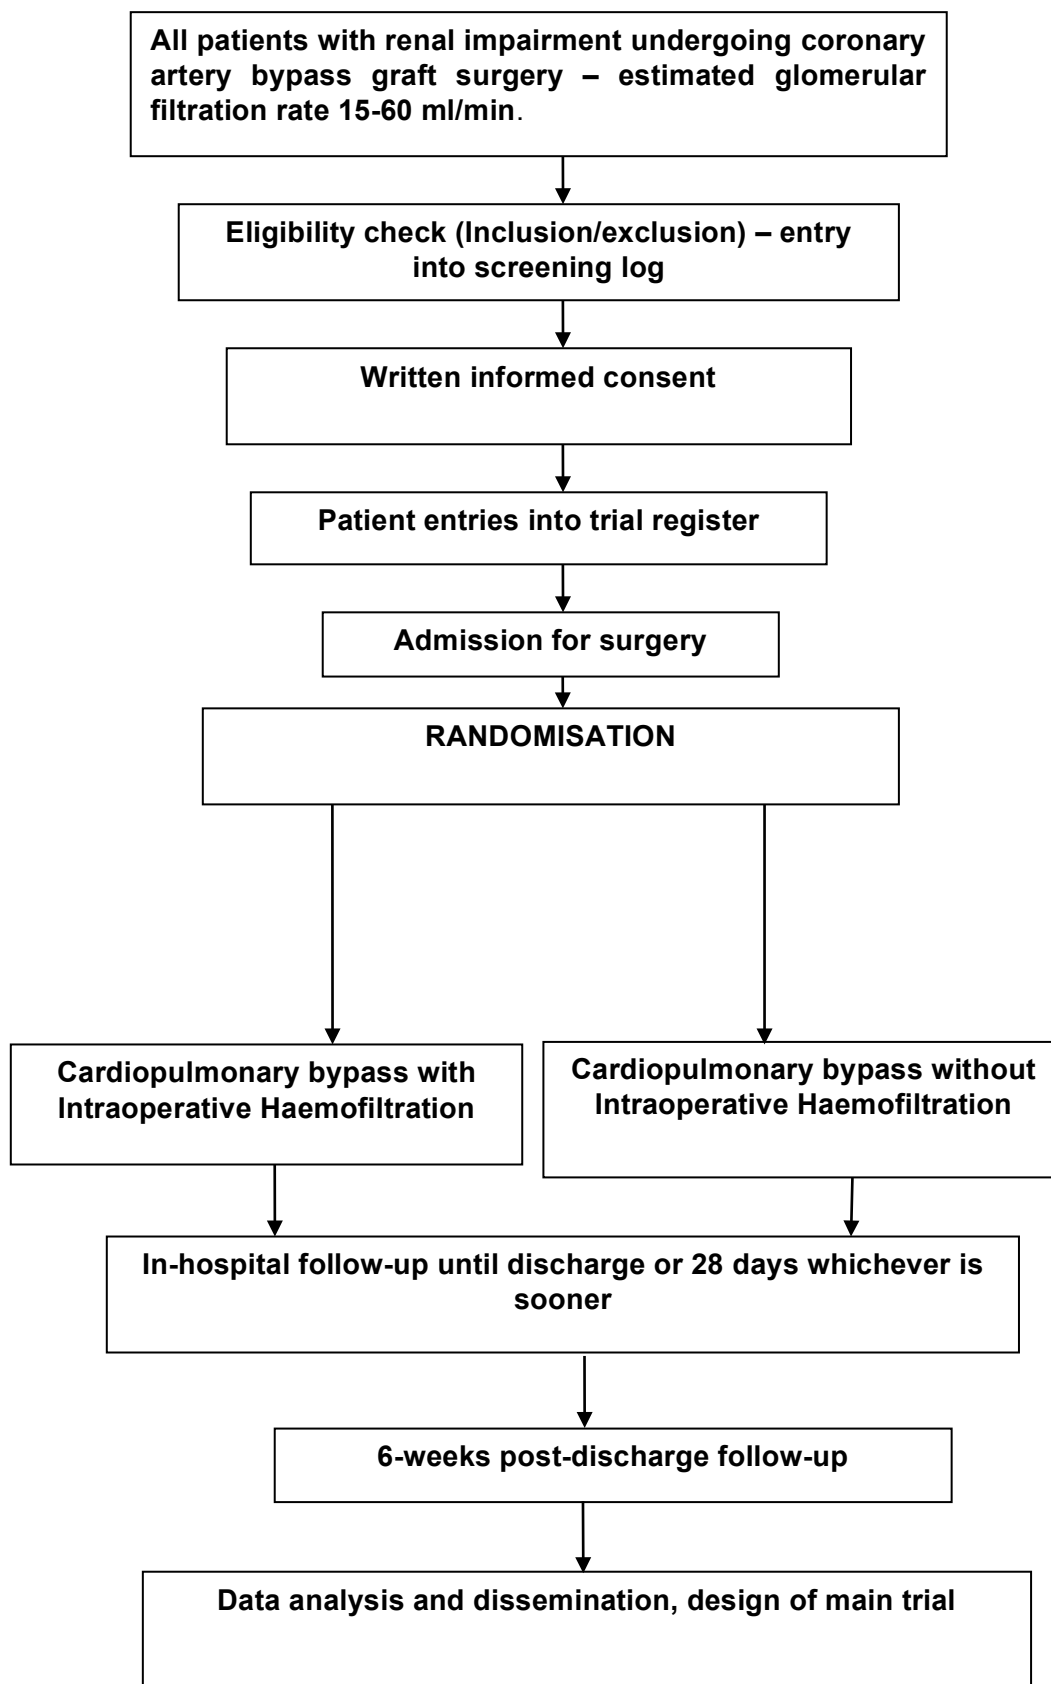 All patients with renal impairment undergoing coronary
artery bypass graft surgery – estimated glomerular
filtration rate 15-60 ml/min.
Eligibility check (Inclusion/exclusion) – entry
into screening log
Written informed consent
Patient entries into trial register
Admission for surgery
RANDOMISATION
Cardiopulmonary bypass with
Intraoperative Haemofiltration
Cardiopulmonary bypass without
Intraoperative Haemofiltration
In-hospital follow-up until discharge or 28 days whichever is
sooner
6-weeks post-discharge follow-up
Data analysis and dissemination, design of main trial